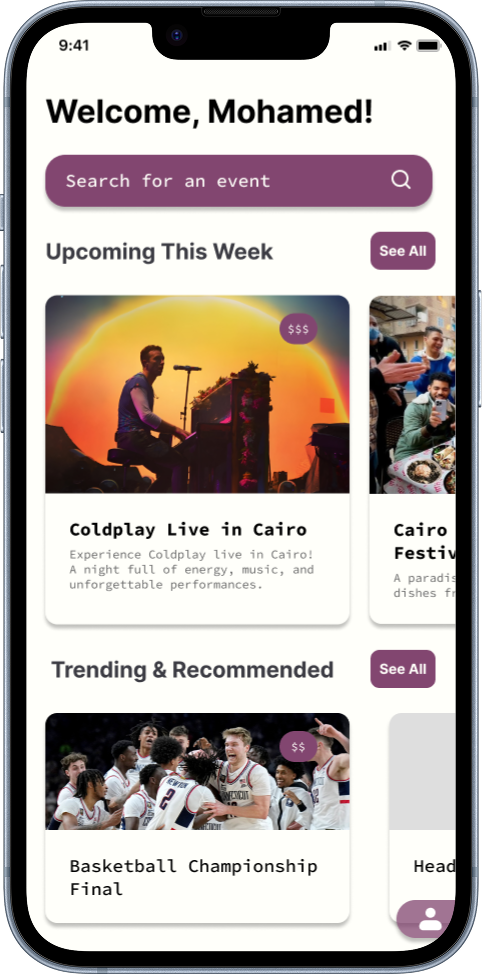 9:41
Welcome, Mohamed!
Search for an event
Upcoming This Week
See All
$$$
Coldplay Live in Cairo
Experience Coldplay live in Cairo!
A night full of energy, music, and
unforgettable performances.
Cairo
Festiv
A paradis
dishes fr
Trending & Recommended
See All
$$
NEWTON
2
Basketball Championship
Final
Head